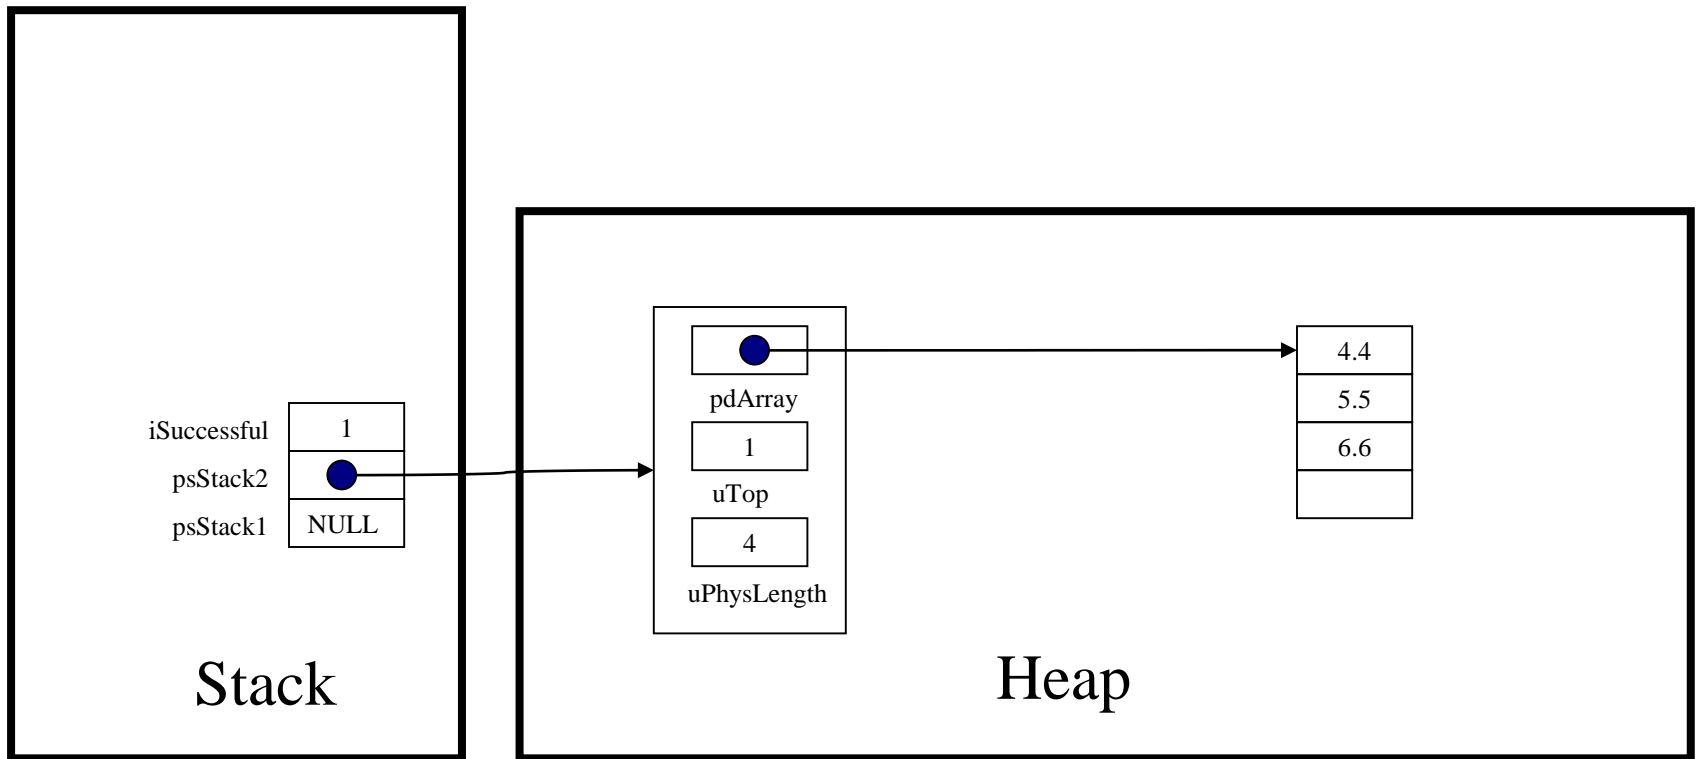 iSuccessful 1
psStack2
psStack1 NULL
Stack
pdArray
1
uTop
4
uPhysLength
4.4
5.5
6.6
Heap